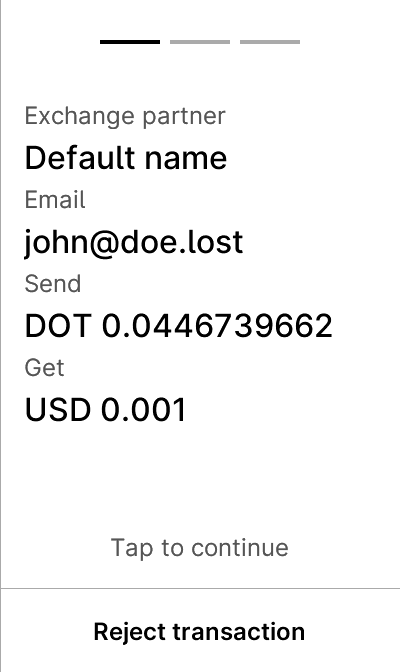 Exchange partner
Default name
Email
john@doe.lost
Send
DOT 0.0446739662
Get
USD 0.001
Tap to continue
Reject transaction